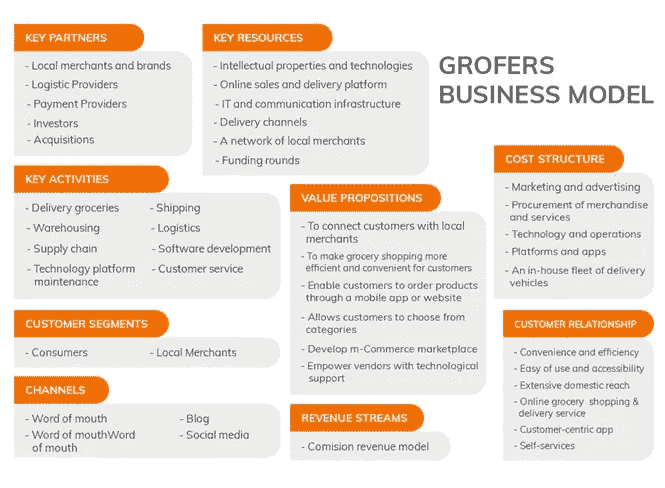 KEY PARTNERS
- Local merchants and brands
- Logistic Providers
- Payment Providers
- Investors
- Acquisitions
KEY RESOURCES
- Intellectual properties and technologies
- Online sales and delivery platform
- IT and communication infrastructure
- Delivery channels
- A network of local merchants
- Funding rounds
GROFERS
BUSINESS MODEL
KEY ACTIVITIES
- Delivery groceries
- Warehousing
- Supply chain
- Technology platform
maintenance
- Shipping
- Logistics
- Software development
- Customer service
VALUE PROPOSITIONS
- To connect customers with local
merchants
- To make grocery shopping more
efficient and convenient for customers
- Enable customers to order products
through a mobile app or website
- Allows customers to choose from
categories
- Develop m-Commerce marketplace
- Empower vendors with technological
support
COST STRUCTURE
- Marketing and advertising
- Procurement of merchandise
and services
- Technology and operations
- Platforms and apps
- An in-house fleet of delivery
vehicles
CUSTOMER SEGMENTS
- Consumers
- Local Merchants
CUSTOMER RELATIONSHIP
- Convenience and efficiency
- Easy of use and accessibility
- Extensive domestic reach
- Online grocery shopping &
delivery service
- Customer-centric app
- Self-services
CHANNELS
- Word of mouth
- Word of mouthWord
of mouth
- Blog
- Social media
REVENUE STREAMS
- Comision revenue model